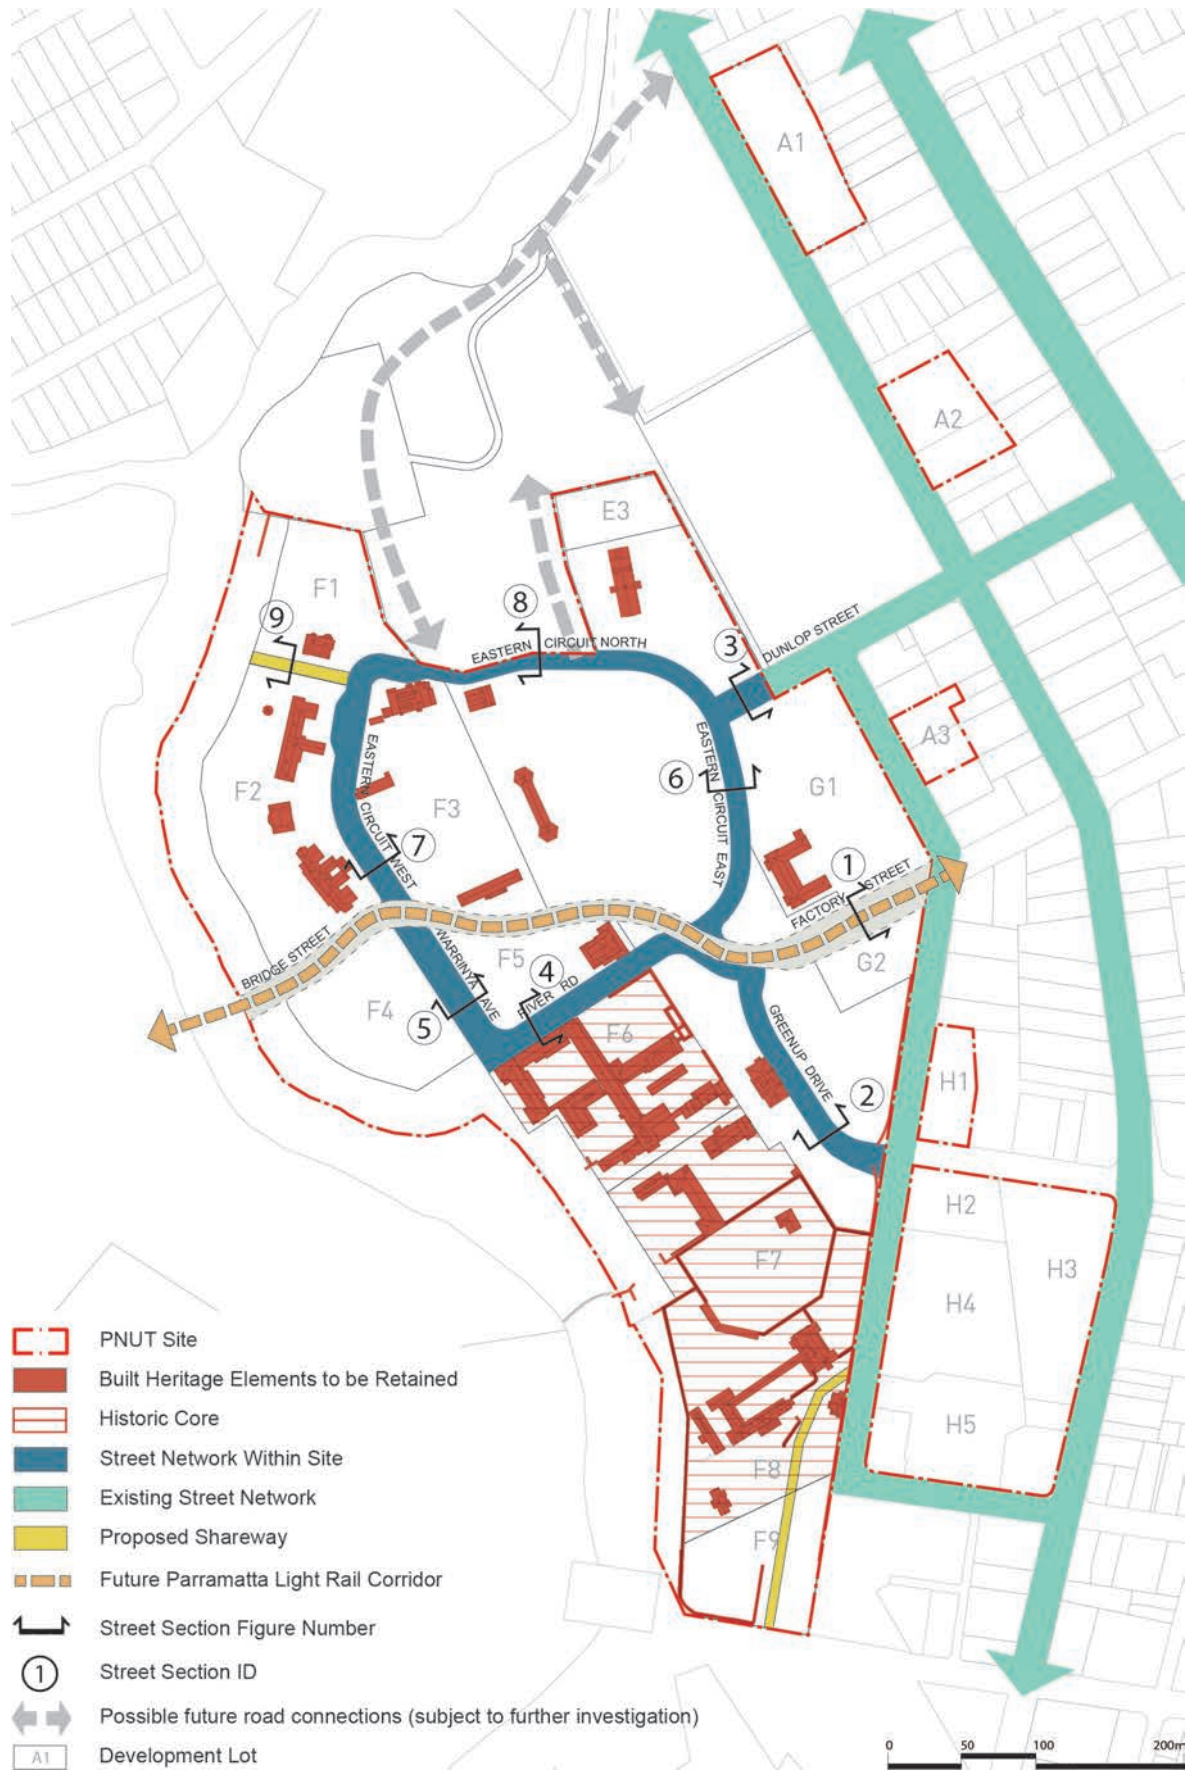 A1
A2
E3
F1
9
8
EASTERN CIRCUIT NORTH
3
DUNLOP STREET
A3
EASTERN CIRCUIT WEST
F2
F3
EASTERN CIRCUIT EAST
6
G1
7
1
FACTORY STREET
BRIDGE STREET
WARRINYA AVE
F5
4
RIVER RD
G2
F4
5
F6
GREENUP DRIVE
H1
2
H2
F7
H3
H4
H5
F8
F9
PNUT Site
Built Heritage Elements to be Retained
Historic Core
Street Network Within Site
Existing Street Network
Proposed Shareway
Future Parramatta Light Rail Corridor
Street Section Figure Number
1 Street Section ID
Possible future road connections (subject to further investigation)
A1 Development Lot
0 50 100 200m